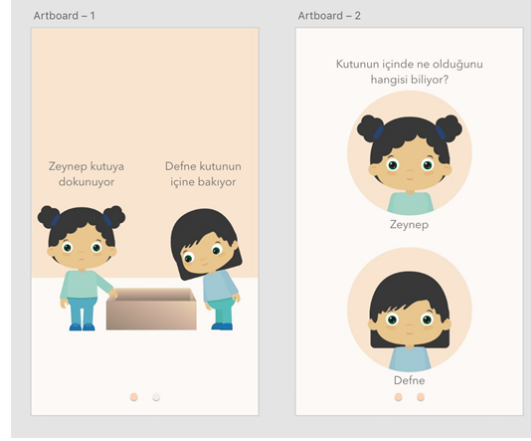 Artboard – 1
Zeynep kutuya
dokunuyor
Defne kutunun
içine bakıyor
Artboard – 2
Kutunun içinde ne olduğunu
hangisi biliyor?
Zeynep
Defne